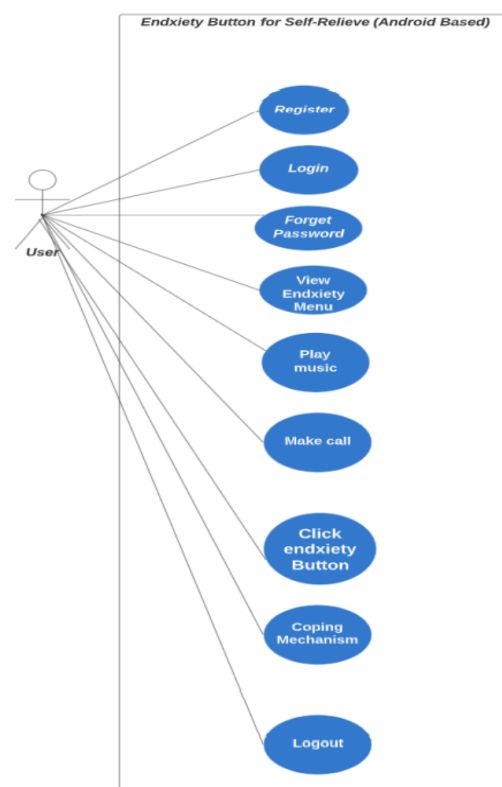 Endxiety Button for Self-Relieve (Android Based)
Register
Login
Forget
Password
User
View
Endxiety
Menu
Play
music
Make call
Click
endxiety
Button
Coping
Mechanism
Logout